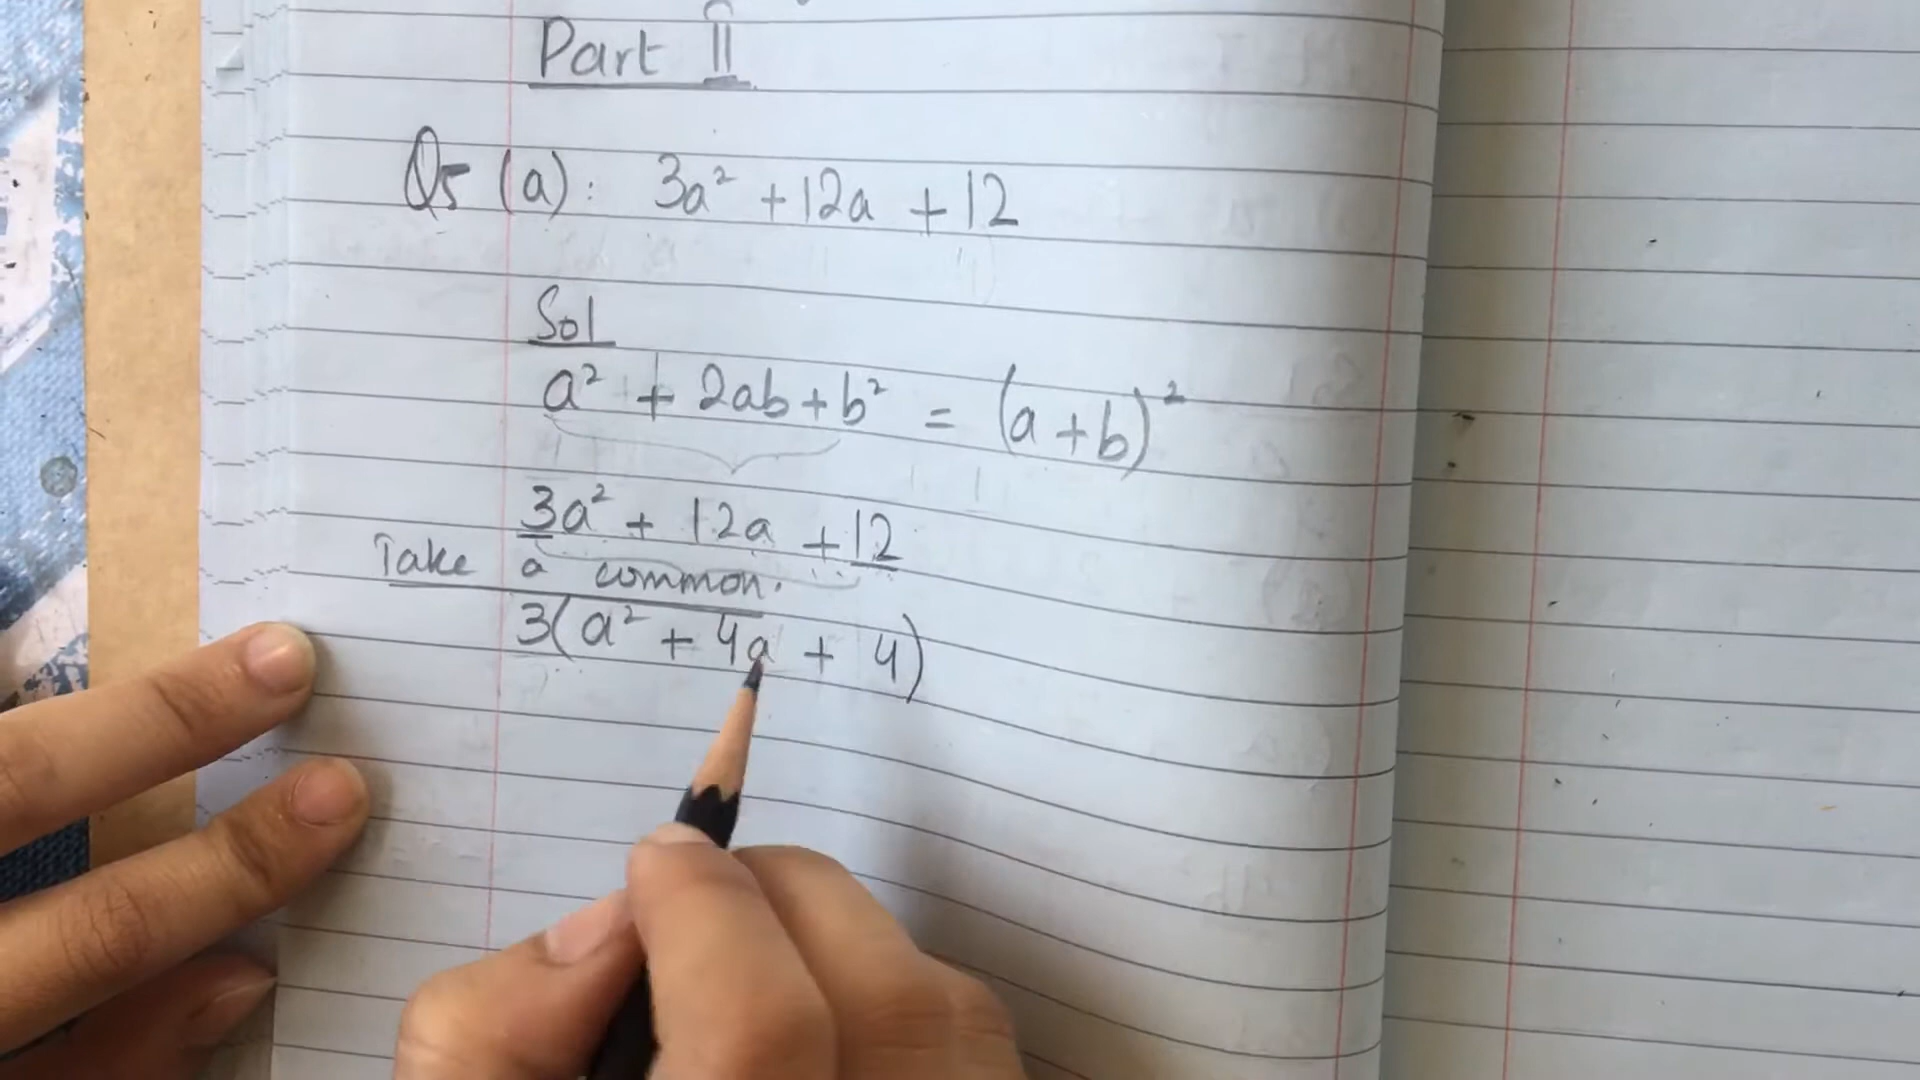 Part II
Q5 (a): 3a² + 12a + 12
Sol
a² + 2ab + b² = (a + b)²
3a² + 12a + 12
Take a common.
3(a² + 4a + 4)